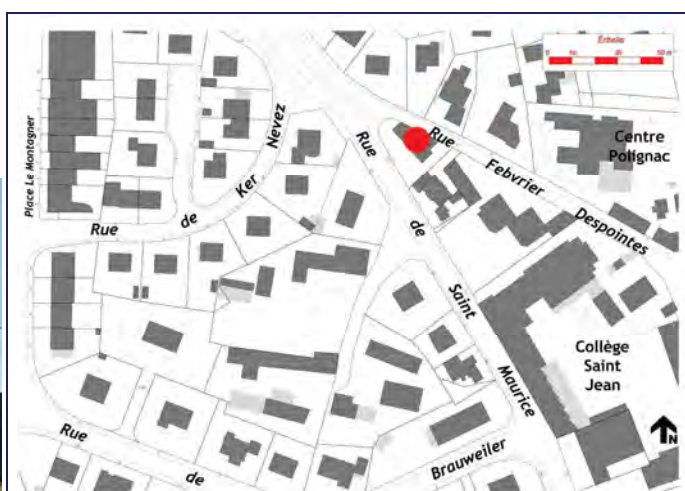 Echelle
0 50 m
Place Le Montagner
Rue de Ker Nevez
Rue de Saint Maurice
Rue Febvrier Despointes
Centre
Polignac
Collège
Saint
Jean
Rue de Brauweiler
N